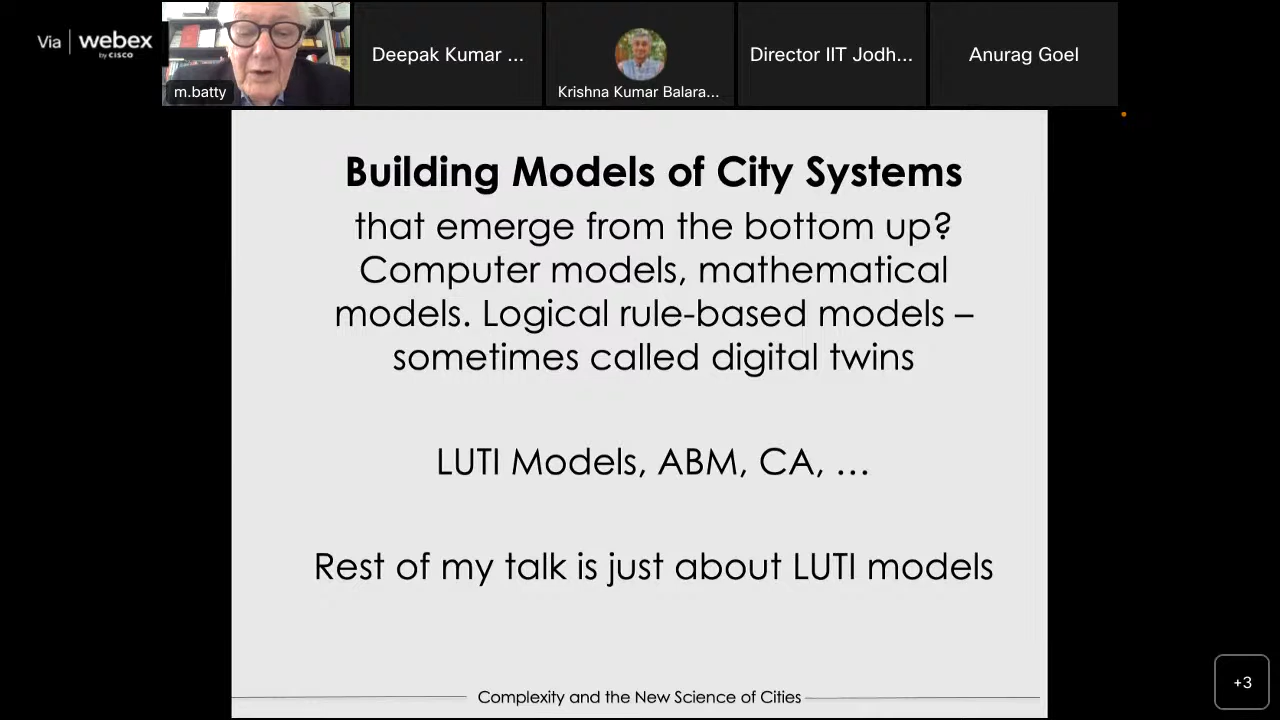 Via | webex
by CISCO
m.batty
Deepak Kumar ...
Krishna Kumar Balara...
Director IIT Jodh...
Anurag Goel
Building Models of City Systems
that emerge from the bottom up?
Computer models, mathematical
models. Logical rule-based models –
sometimes called digital twins
LUTI Models, ABM, CA, …
Rest of my talk is just about LUTI models
Complexity and the New Science of Cities
+3